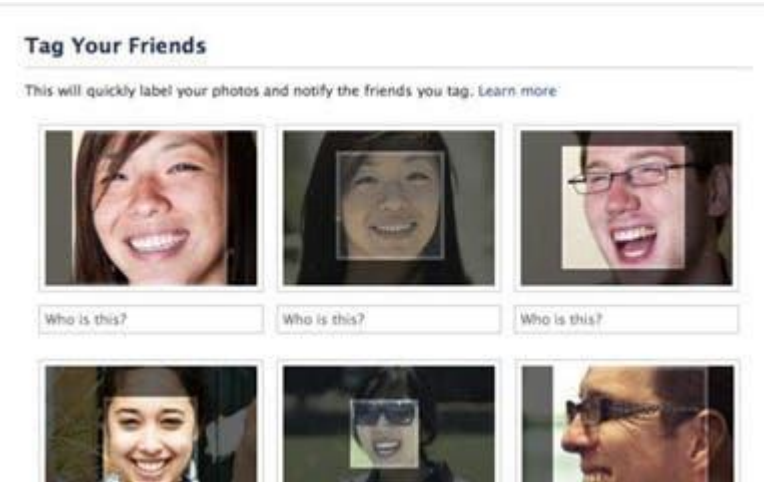 Tag Your Friends
This will quickly label your photos and notify the friends you tag. Learn more
Who is this?
Who is this?
Who is this?